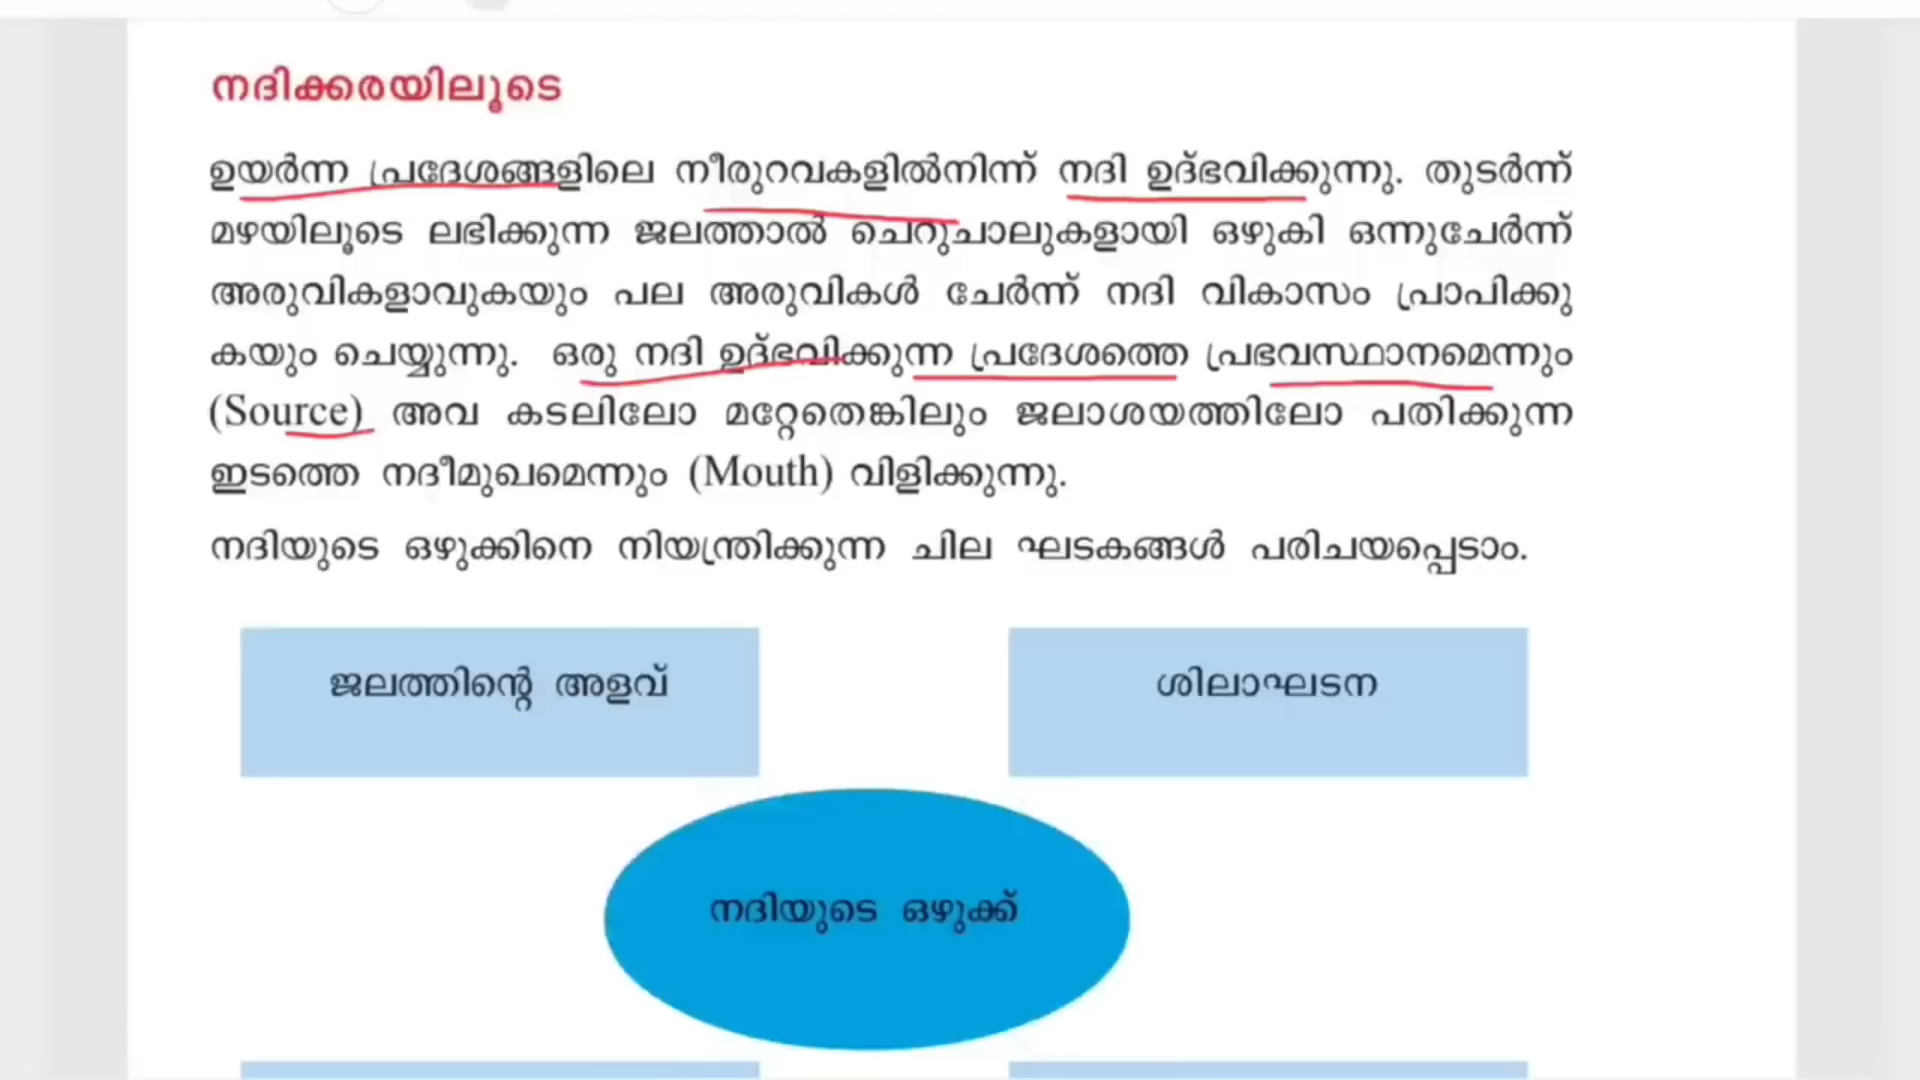 നദിക്കരയിലൂടെ
ഉയർന്ന പ്രദേശങ്ങളിലെ നീരുറവകളിൽനിന്ന് നദി ഉദ്ഭവിക്കുന്നു. തുടർന്ന്
മഴയിലൂടെ ലഭിക്കുന്ന ജലത്താൽ ചെറുചാലുകളായി ഒഴുകി ഒന്നുചേർന്ന്
അരുവികളാവുകയും പല അരുവികൾ ചേർന്ന് നദി വികാസം പ്രാപിക്കു
കയും ചെയ്യുന്നു. ഒരു നദി ഉദ്ഭവിക്കുന്ന പ്രദേശത്തെ പ്രഭവസ്ഥാനമെന്നും
(Source) അവ കടലിലോ മറ്റേതെങ്കിലും ജലാശയത്തിലോ പതിക്കുന്ന
ഇടത്തെ നദീമുഖമെന്നും (Mouth) വിളിക്കുന്നു.
നദിയുടെ ഒഴുക്കിനെ നിയന്ത്രിക്കുന്ന ചില ഘടകങ്ങൾ പരിചയപ്പെടാം.
ജലത്തിന്റെ അളവ്
ശിലാഘടന
നദിയുടെ ഒഴുക്ക്